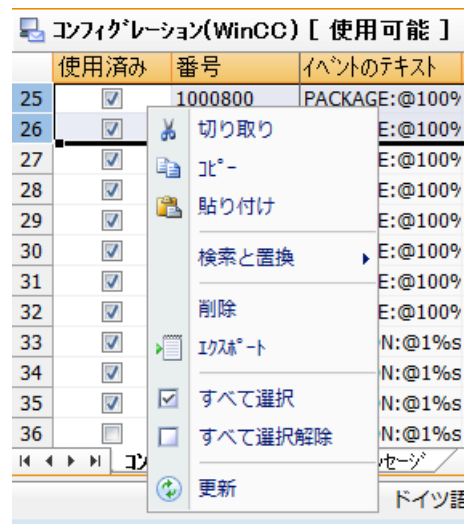 コンフィグレーション(WinCC) [ 使用可能 ]
使用済み 番号 イベントのテキスト
25 1000800 PACKAGE:@100%
26 E:@100%
27 E:@100%
28 E:@100%
29 E:@100%
30 E:@100%
31 E:@100%
32 E:@100%
33 N:@1%s
34 N:@1%s
35 N:@1%s
36 N:@1%s
切り取り
コピー
貼り付け
検索と置換
削除
エクスポート
すべて選択
すべて選択解除
更新
コン
セージ
ドイツ語